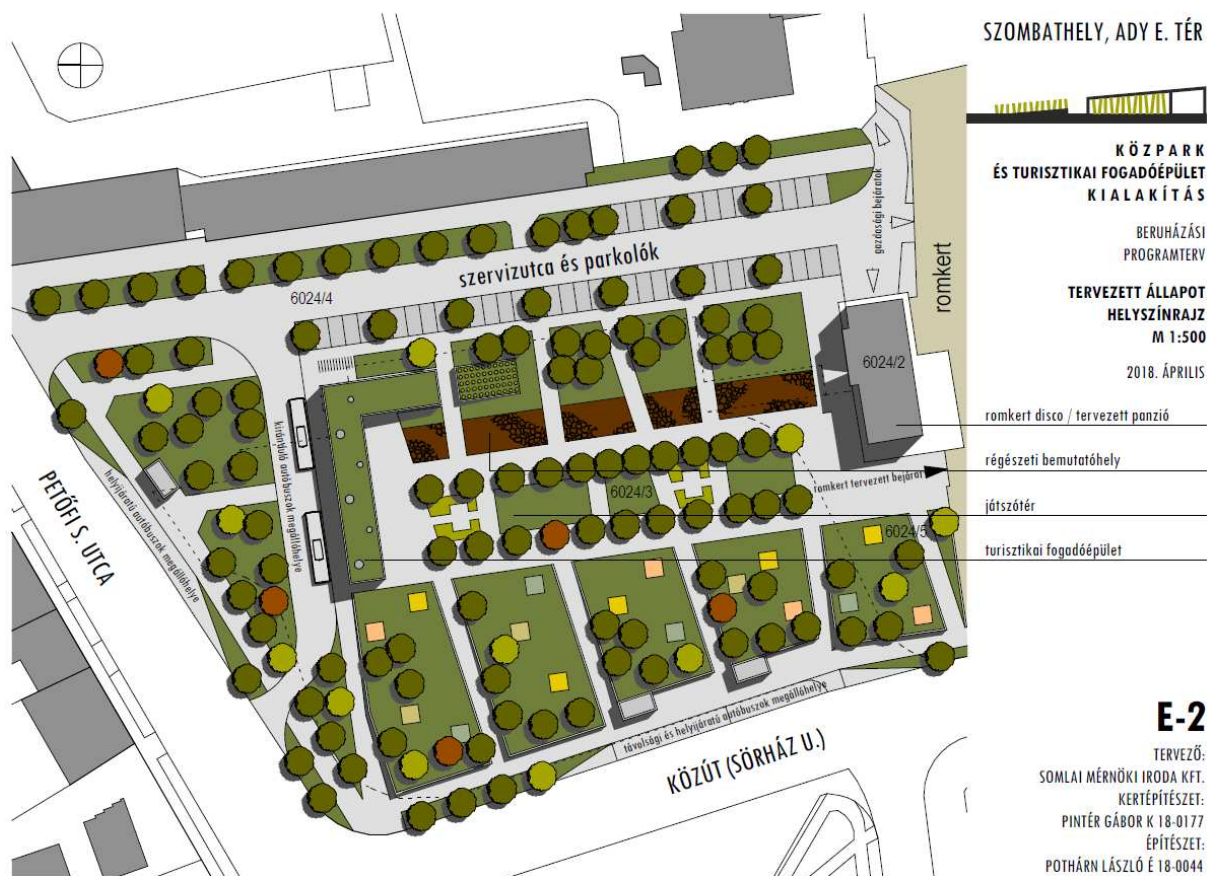 SZOMBATHELY, ADY E. TÉR
KÖZPARK
ÉS TURISZTIKAI FOGADÓÉPÜLET
KIALAKÍTÁS
BERUHÁZÁSI
PROGRAMTERV
TERVEZETT ÁLLAPOT
HELYSZÍNRAJZ
M 1:500
2018. ÁPRILIS
romkert disco / tervezett panzió
régészeti bemutatóhely
játszótér
turisztikai fogadóépület
E-2
TERVEZŐ:
SOMLAI MÉRNÖKI IRODA KFT.
KERTÉPÍTÉSZET:
PINTÉR GÁBOR K 18-0177
ÉPÍTÉSZET:
POTHÁRN LÁSZLÓ É 18-0044
szervizutca és parkolók
6024/4
gazdasági bejáratok
romkert
6024/2
6024/3
romkert tervezett bejárat
6024/5
kiránduló autóbuszok megállóhelye
helyijáratú autóbuszok megállóhelye
PETŐFI S. UTCA
távolsági és helyijáratú autóbuszok megállóhelye
KÖZÚT (SÖRHÁZ U.)